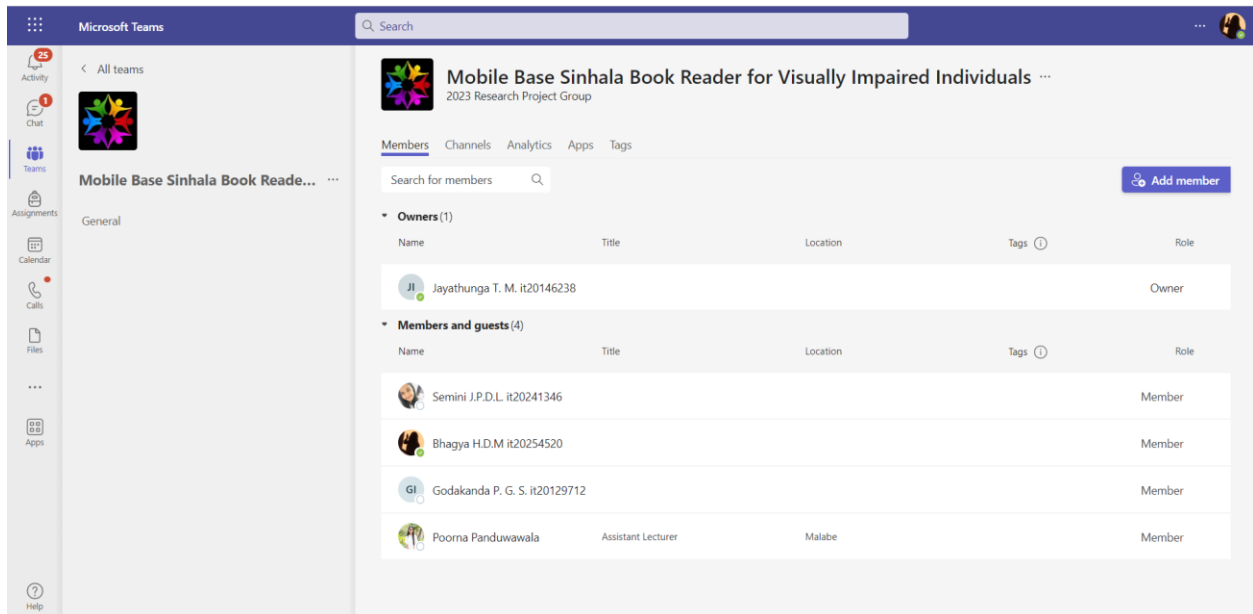 Microsoft Teams
Search
25
Activity
1
Chat
Teams
Assignments
Calendar
Calls
Files
Apps
Help
All teams
Mobile Base Sinhala Book Reade...
General
Mobile Base Sinhala Book Reader for Visually Impaired Individuals
2023 Research Project Group
Members Channels Analytics Apps Tags
Search for members
Add member
Owners (1)
Name Title Location Tags Role
JI Jayathunga T. M. it20146238 Owner
Members and guests (4)
Name Title Location Tags Role
Semini J.P.D.L. it20241346 Member
Bhagya H.D.M it20254520 Member
GI Godakanda P. G. S. it20129712 Member
Poorna Panduwawala Assistant Lecturer Malabe Member